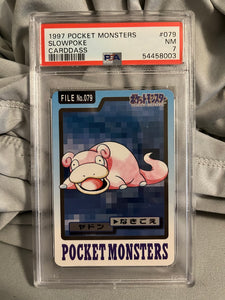 1997 POCKET MONSTERS #079
SLOWPOKE NM
CARDDASS PSA 7
54458003
FILE No.079
ポケットモンスター
ヤドン ▶なきごえ
POCKET MONSTERS